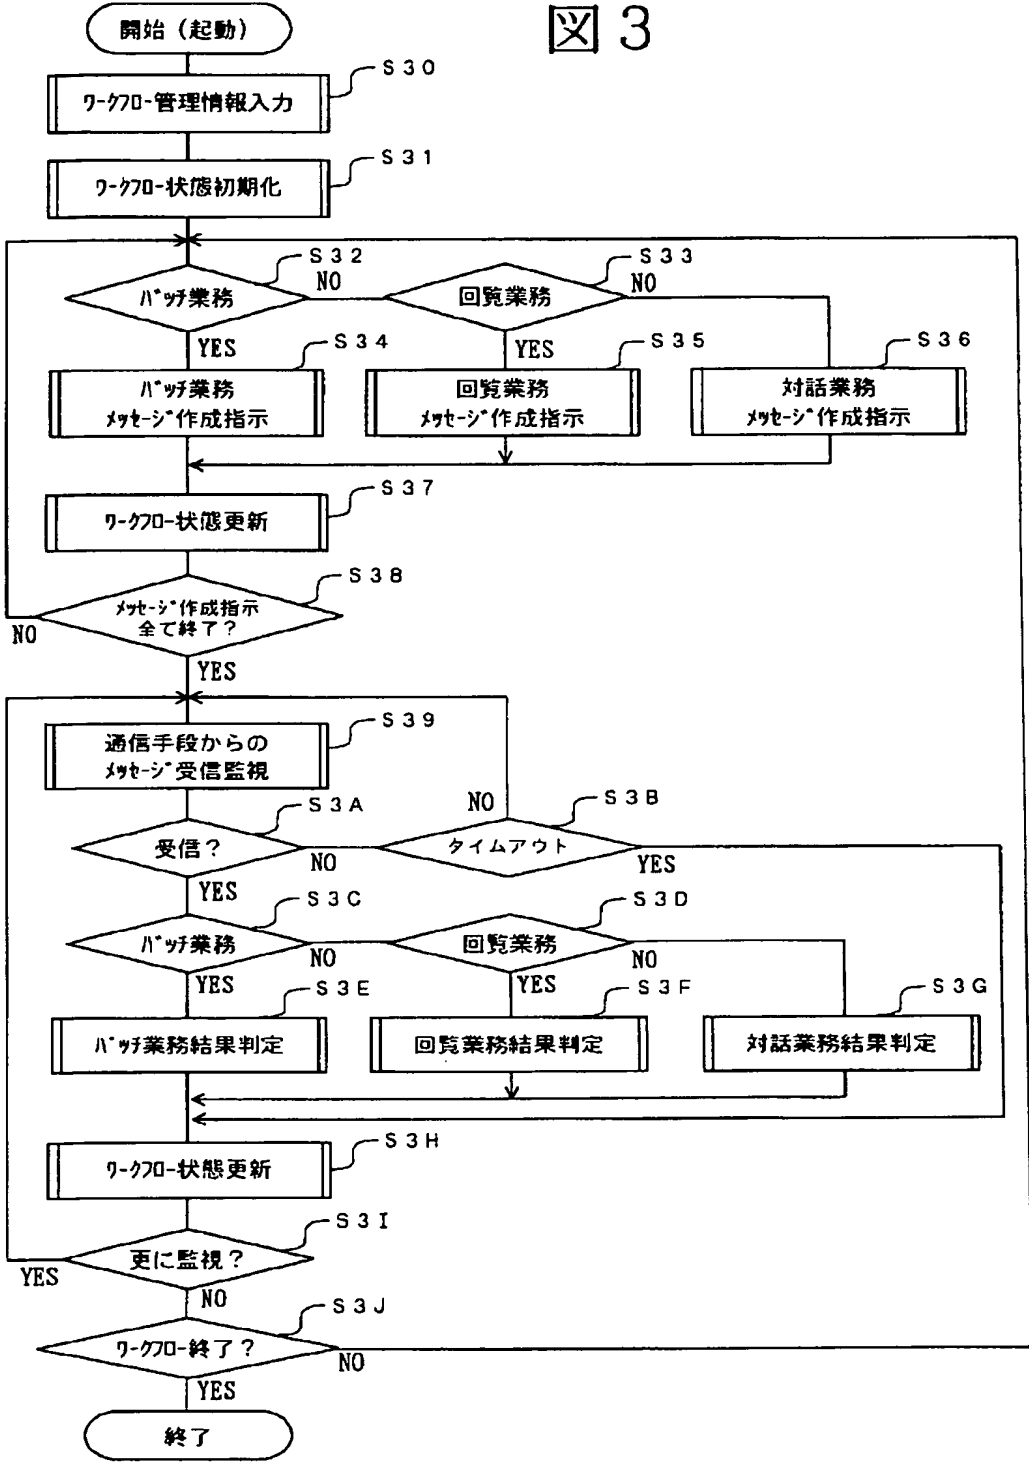 図３
開始（起動）
S30
ﾜｰｸﾌﾛｰ管理情報入力
S31
ﾜｰｸﾌﾛｰ状態初期化
S32
ﾊﾞｯﾁ業務
NO
S33
回覧業務
NO
YES
S34
ﾊﾞｯﾁ業務
ﾒｯｾｰｼﾞ作成指示
YES
S35
回覧業務
ﾒｯｾｰｼﾞ作成指示
S36
対話業務
ﾒｯｾｰｼﾞ作成指示
S37
ﾜｰｸﾌﾛｰ状態更新
S38
ﾒｯｾｰｼﾞ作成指示
全て終了？
NO
YES
S39
通信手段からの
ﾒｯｾｰｼﾞ受信監視
S3A
受信？
NO
NO
S3B
タイムアウト
YES
YES
S3C
ﾊﾞｯﾁ業務
NO
S3D
回覧業務
NO
YES
S3E
ﾊﾞｯﾁ業務結果判定
YES
S3F
回覧業務結果判定
S3G
対話業務結果判定
S3H
ﾜｰｸﾌﾛｰ状態更新
S3I
更に監視？
YES
NO
S3J
ﾜｰｸﾌﾛｰ終了？
NO
YES
終了